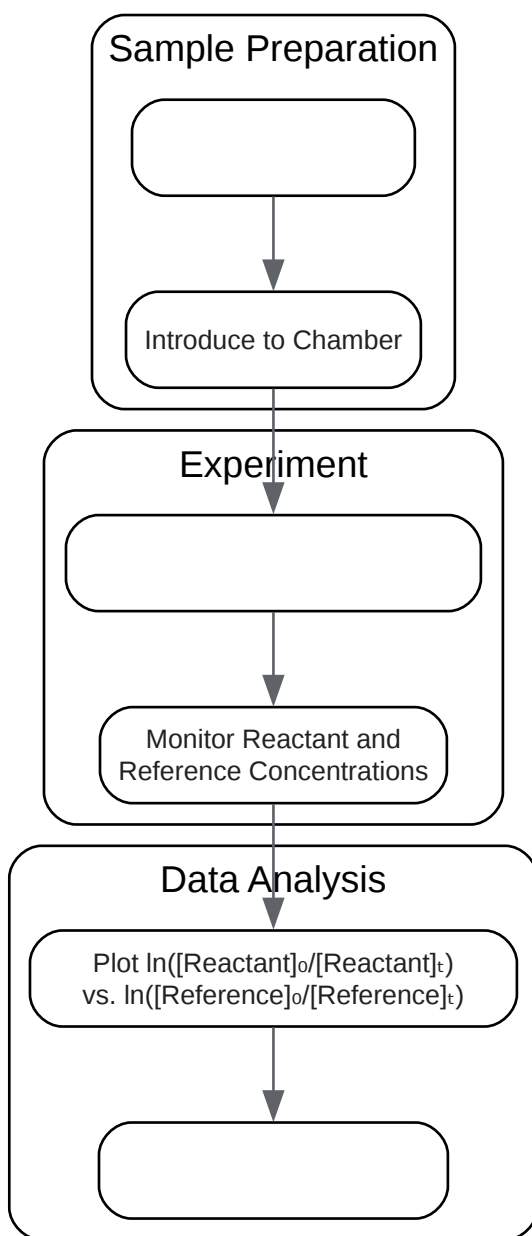 Sample Preparation
Introduce to Chamber
Experiment
Monitor Reactant and
Reference Concentrations
Data Analysis
Plot ln([Reactant]₀/[Reactant]ₜ)
vs. ln([Reference]₀/[Reference]ₜ)